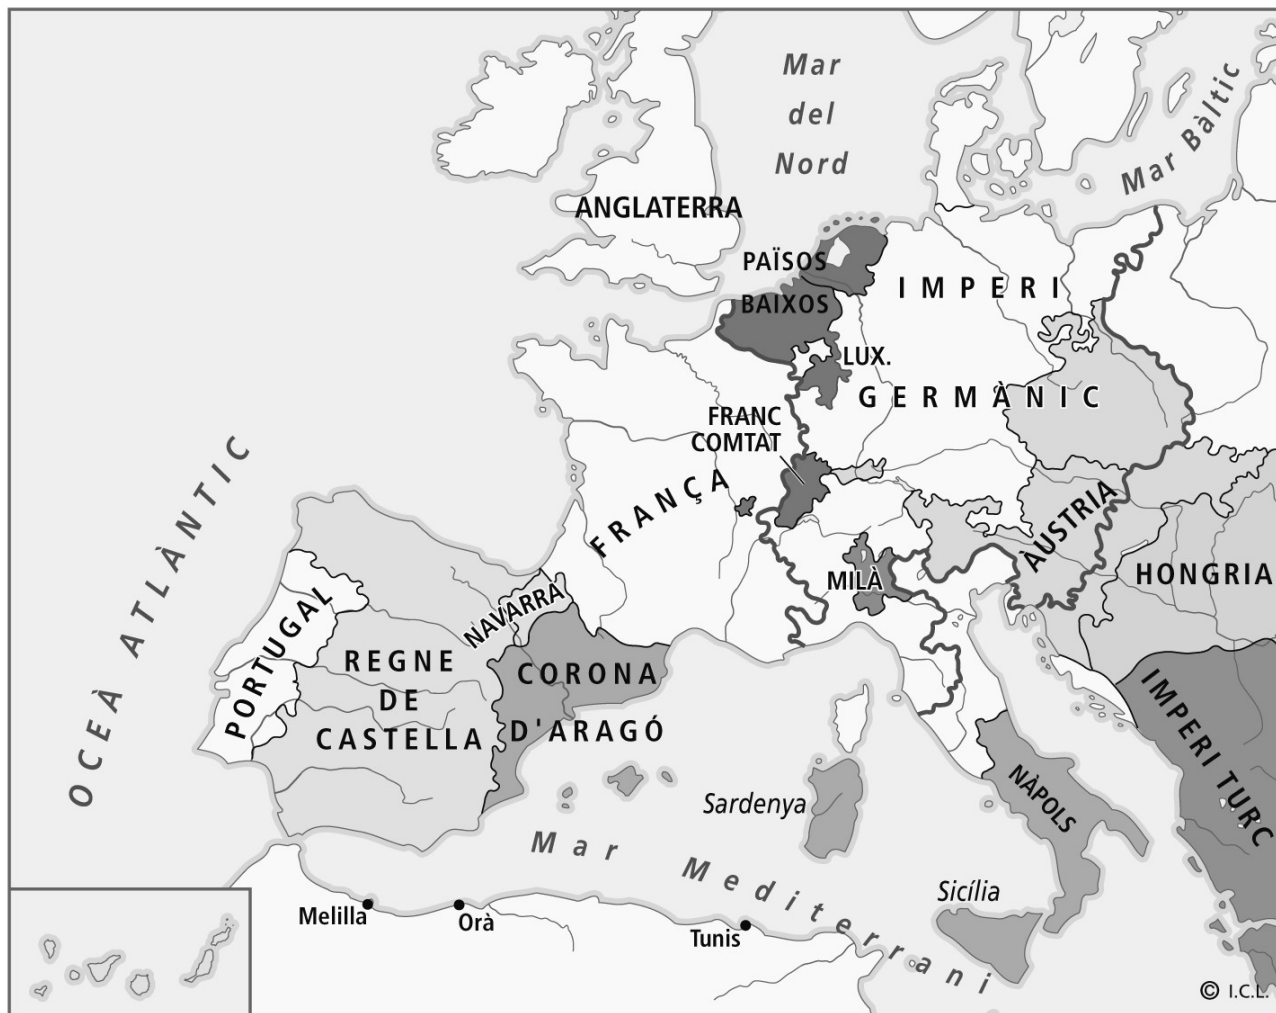 Mar
del
Nord
Mar Bàltic
ANGLATERRA
PAÏSOS
BAIXOS
IMPERI
GERMÀNIC
LUX.
FRANC
COMTAT
FRANÇA
OCEÀ ATLÀNTIC
ÀUSTRIA
HONGRIA
MILÀ
NAVARRA
PORTUGAL
REGNE
DE
CASTELLA
CORONA
D'ARAGÓ
IMPERI TURC
NÀPOLS
Sardenya
Mar Mediterrani
Sicília
Melilla
Orà
Tunis
© I.C.L.